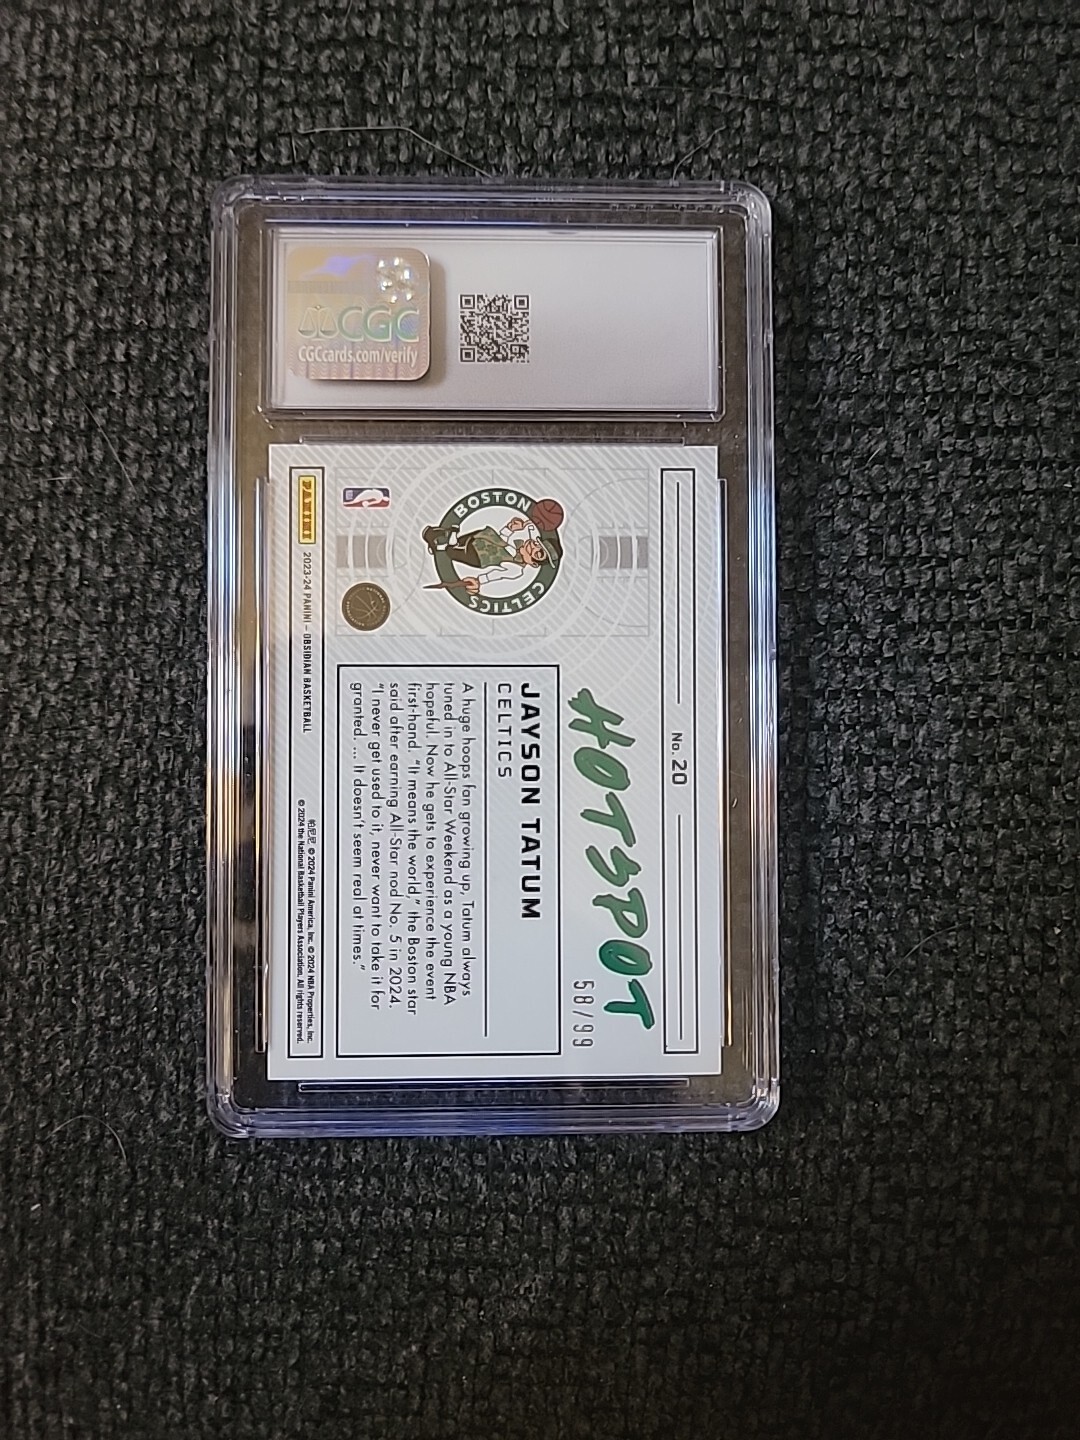 CGC
CGCcards.com/verify
No. 20
HOTSPOT
58/99
BOSTON
CELTICS
JAYSON TATUM
CELTICS
A huge hoops fan growing up, Tatum always
tuned in to All-Star Weekend as a young NBA
hopeful. Now he gets to experience the event
first-hand. "It means the world," the Boston star
said after earning All-Star nod No. 5 in 2024.
"I never get used to it, never want to take it for
granted. ... It doesn't seem real at times."
PANINI
2023-24 PANINI – OBSIDIAN BASKETBALL
帕尼尼. © 2024 Panini America, Inc. © 2024 NBA Properties, Inc.
© 2024 the National Basketball Players Association. All rights reserved.